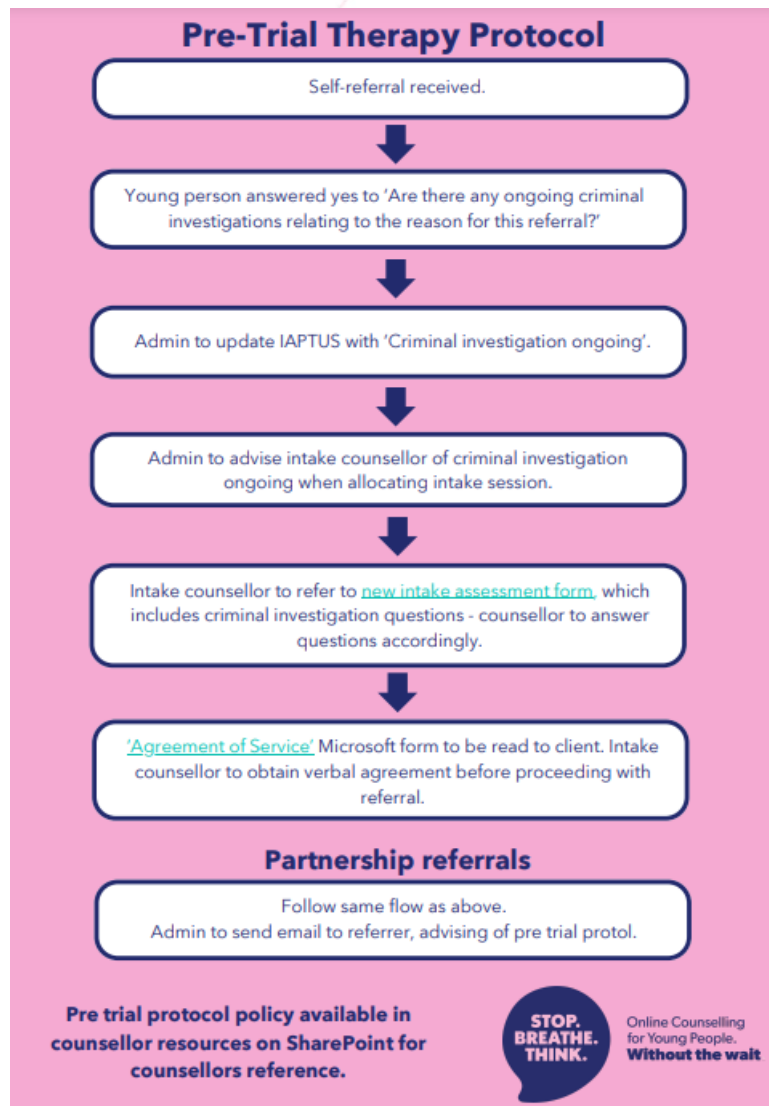 Pre-Trial Therapy Protocol
Self-referral received.
Young person answered yes to ‘Are there any ongoing criminal
investigations relating to the reason for this referral?’
Admin to update IAPTUS with ‘Criminal investigation ongoing’.
Admin to advise intake counsellor of criminal investigation
ongoing when allocating intake session.
Intake counsellor to refer to new intake assessment form, which
includes criminal investigation questions - counsellor to answer
questions accordingly.
‘Agreement of Service’ Microsoft form to be read to client. Intake
counsellor to obtain verbal agreement before proceeding with
referral.
Partnership referrals
Follow same flow as above.
Admin to send email to referrer, advising of pre trial protol.
Pre trial protocol policy available in
counsellor resources on SharePoint for
counsellors reference.
STOP.
BREATHE.
THINK.
Online Counselling
for Young People.
Without the wait